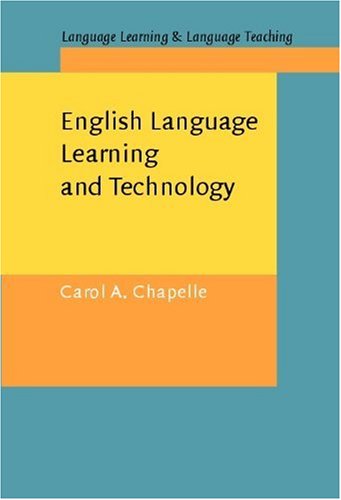 Language Learning & Language Teaching
English Language
Learning
and Technology
Carol A. Chapelle